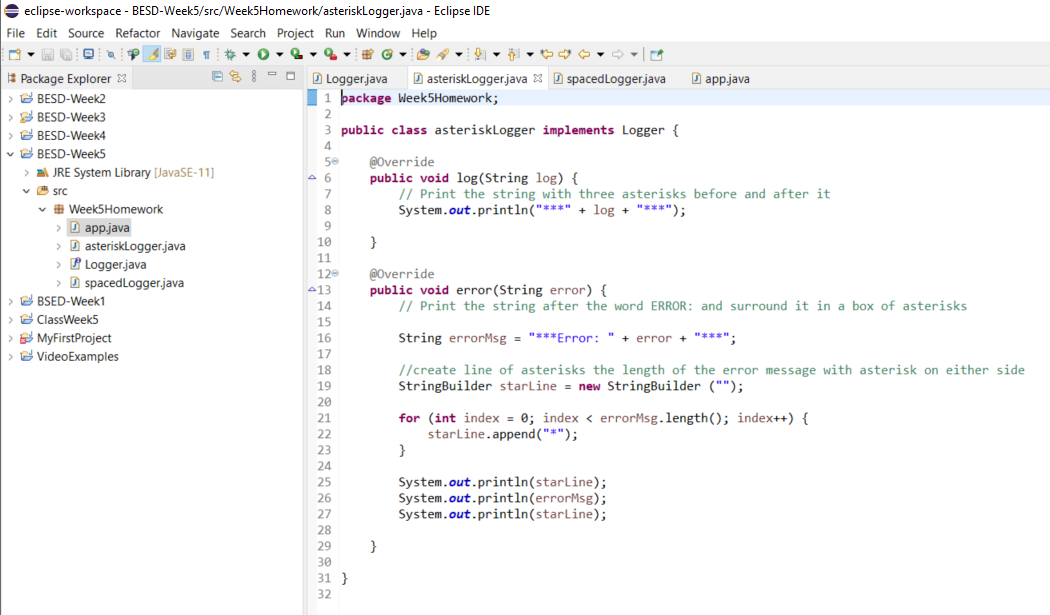 eclipse-workspace - BESD-Week5/src/Week5Homework/asteriskLogger.java - Eclipse IDE
File Edit Source Refactor Navigate Search Project Run Window Help
Package Explorer
BESD-Week2
BESD-Week3
BESD-Week4
BESD-Week5
JRE System Library [JavaSE-11]
src
Week5Homework
app.java
asteriskLogger.java
Logger.java
spacedLogger.java
BSED-Week1
ClassWeek5
MyFirstProject
VideoExamples
Logger.java asteriskLogger.java spacedLogger.java app.java
1 package Week5Homework;
2
3 public class asteriskLogger implements Logger {
4
5 @Override
6 public void log(String log) {
7 // Print the string with three asterisks before and after it
8 System.out.println("***" + log + "***");
9
10 }
11
12 @Override
13 public void error(String error) {
14 // Print the string after the word ERROR: and surround it in a box of asterisks
15
16 String errorMsg = "***Error: " + error + "***";
17
18 //create line of asterisks the length of the error message with asterisk on either side
19 StringBuilder starLine = new StringBuilder ("");
20
21 for (int index = 0; index < errorMsg.length(); index++) {
22 starLine.append("*");
23 }
24
25 System.out.println(starLine);
26 System.out.println(errorMsg);
27 System.out.println(starLine);
28
29 }
30
31 }
32